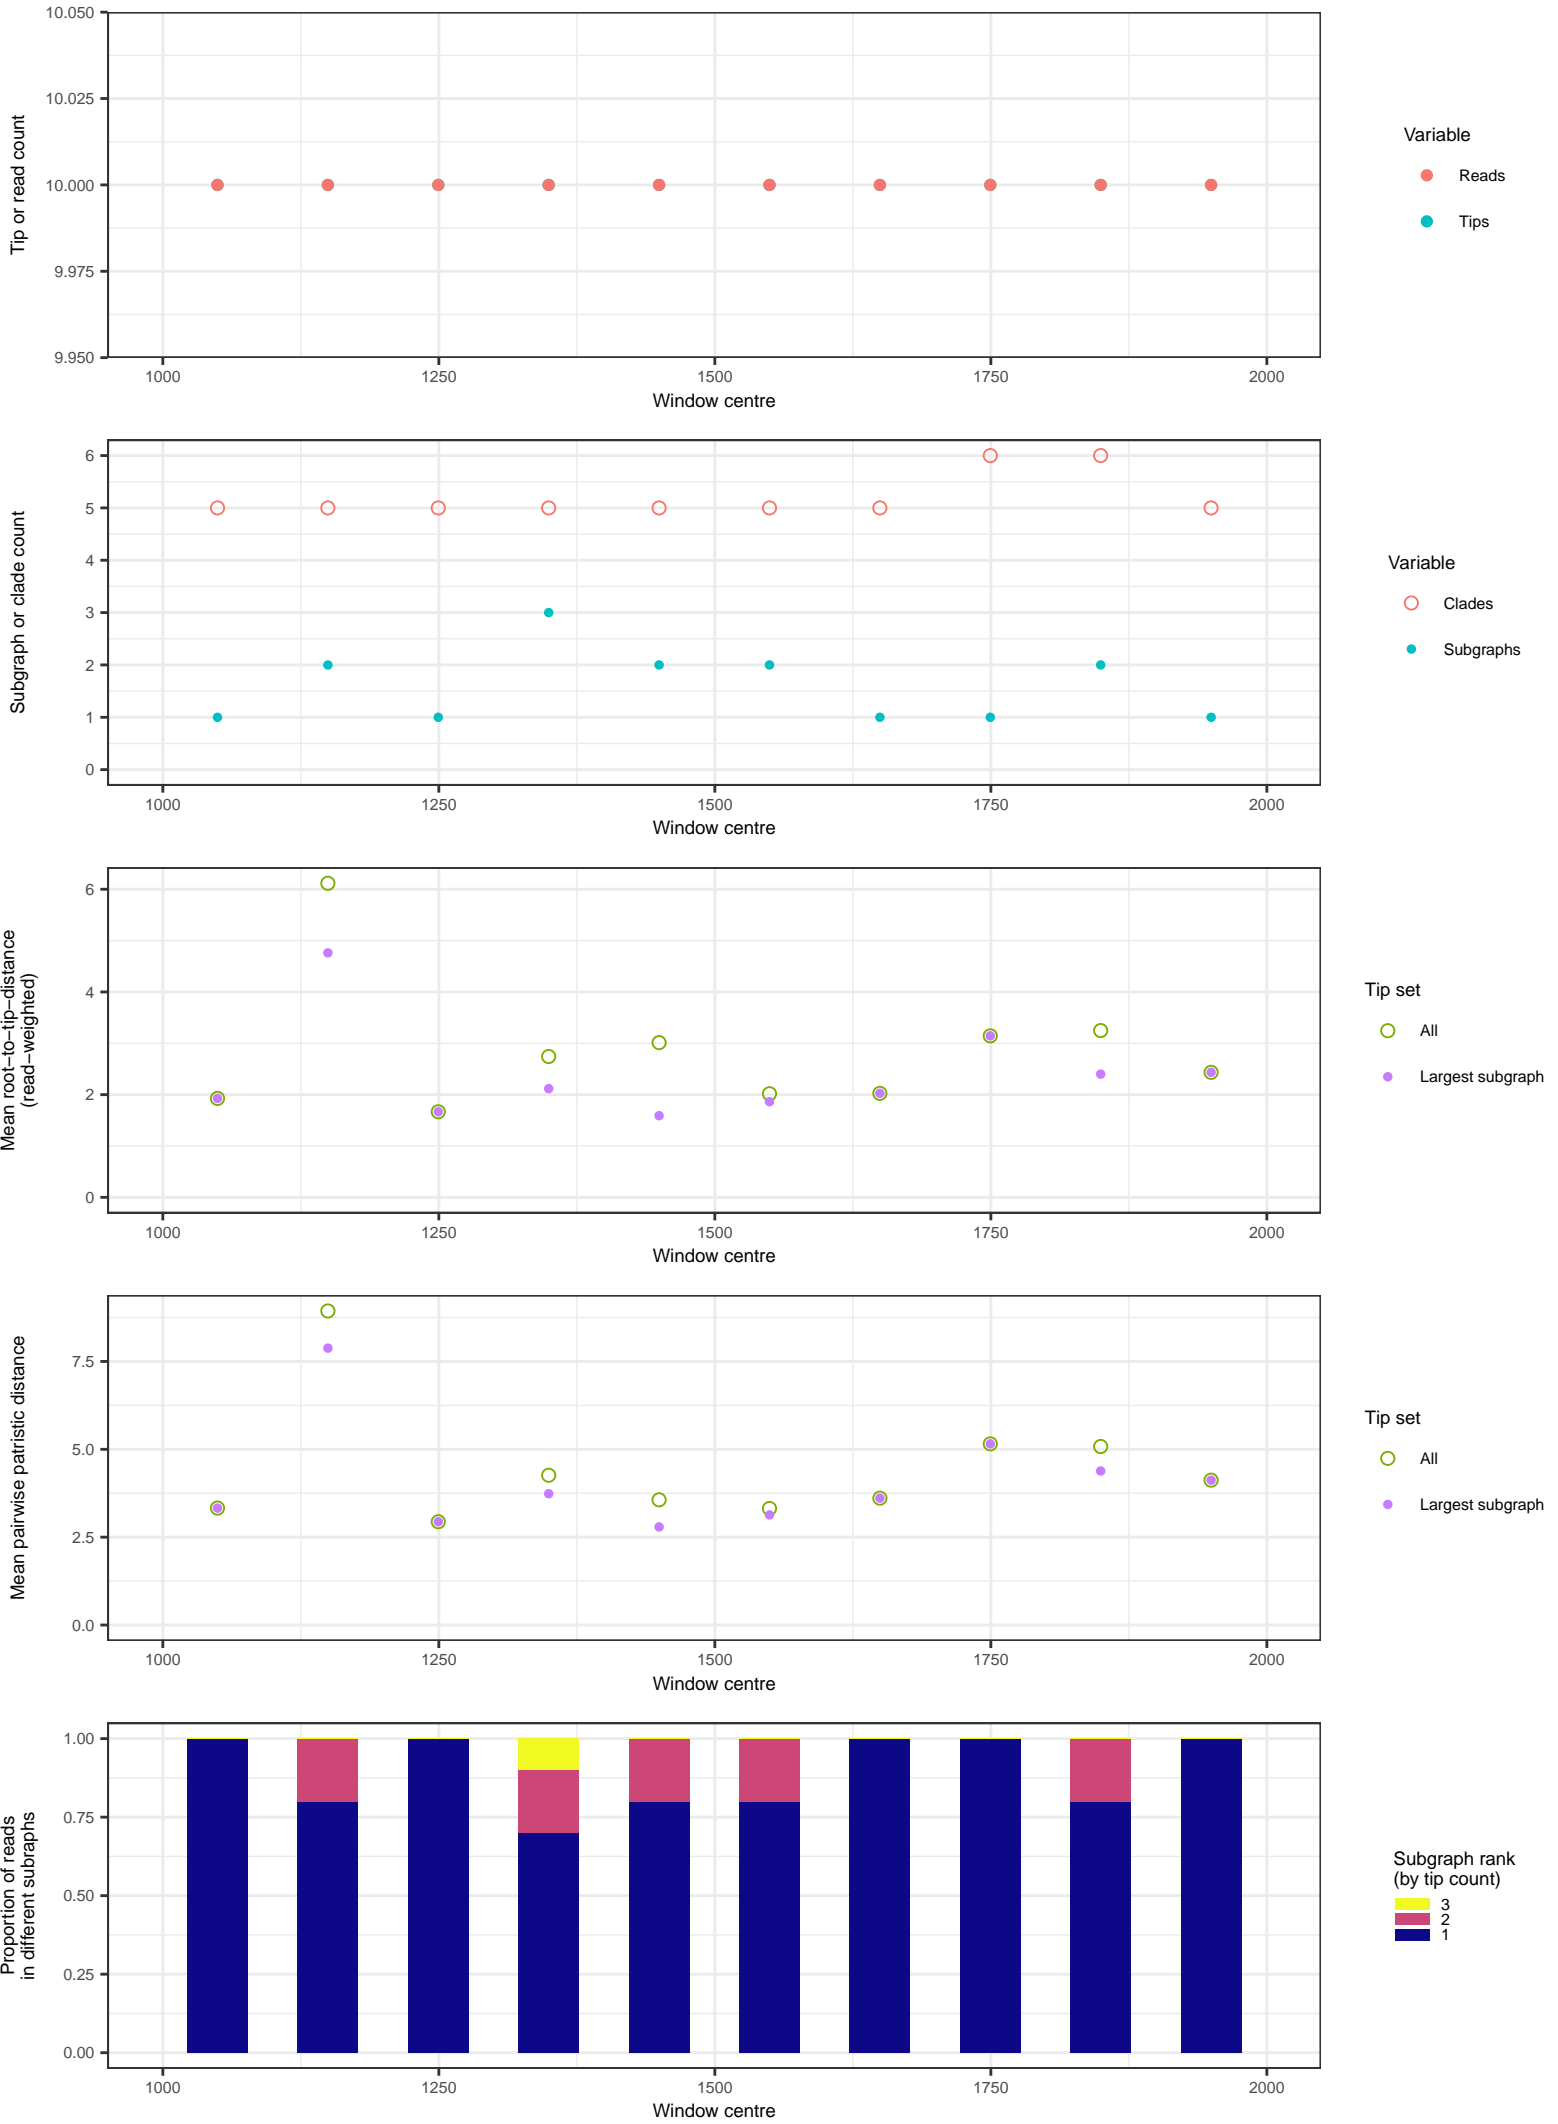 10.050
10.025
10.000
9.975
9.950
Tip or read count
1000 1250 1500 1750 2000
Window centre
Variable
Reads
Tips
6
5
4
3
2
1
0
Subgraph or clade count
1000 1250 1500 1750 2000
Window centre
Variable
Clades
Subgraphs
6
4
2
0
Mean root−to−tip−distance
(read−weighted)
1000 1250 1500 1750 2000
Window centre
Tip set
All
Largest subgraph
7.5
5.0
2.5
0.0
Mean pairwise patristic distance
1000 1250 1500 1750 2000
Window centre
Tip set
All
Largest subgraph
1.00
0.75
0.50
0.25
0.00
Proportion of reads
in different subraphs
1000 1250 1500 1750 2000
Window centre
Subgraph rank
(by tip count)
3
2
1